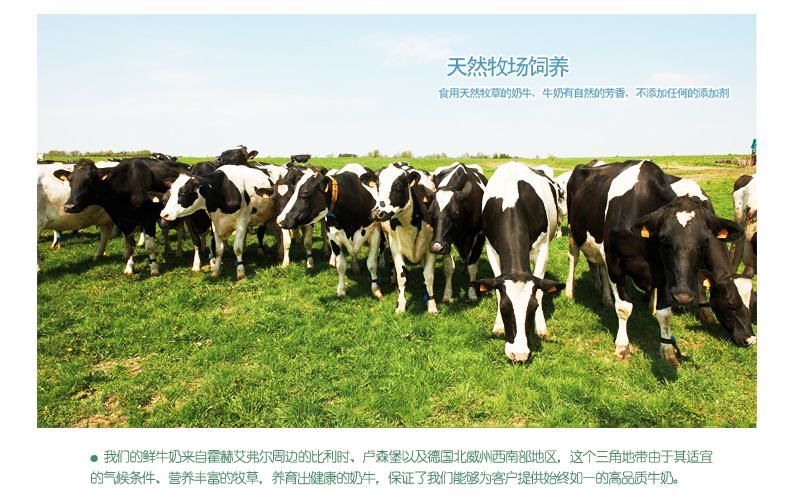 天然牧场饲养
食用天然牧草的奶牛、牛奶有自然的芳香、不添加任何的添加剂
● 我们的鲜牛奶来自霍赫艾弗尔周边的比利时、卢森堡以及德国北威州西南部地区，这个三角地带由于其适宜
的气候条件、营养丰富的牧草，养育出健康的奶牛，保证了我们能够为客户提供始终如一的高品质牛奶。